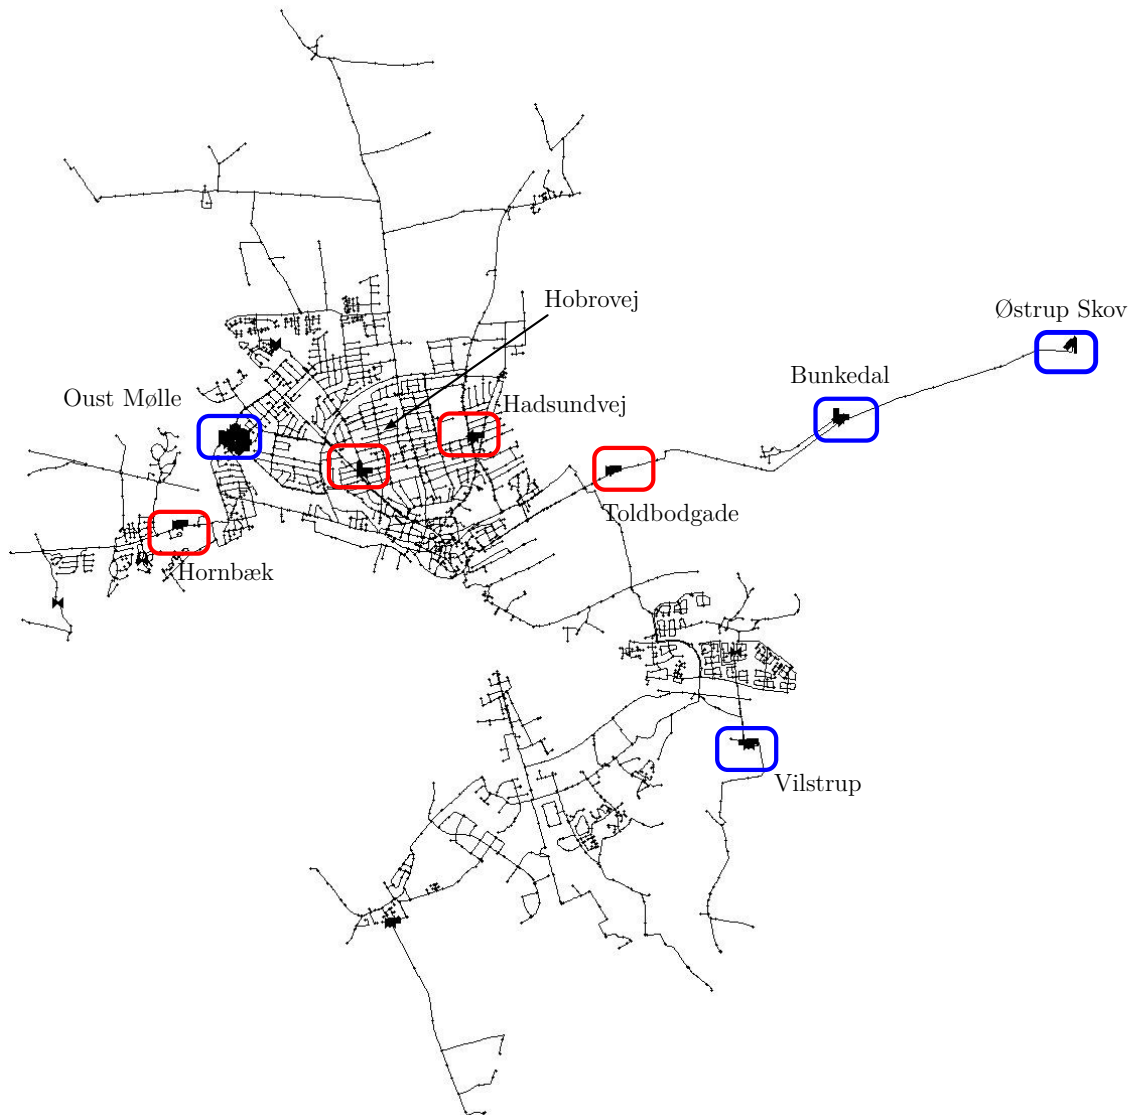 Hobrovej
Østrup Skov
Bunkedal
Oust Mølle
Hadsundvej
Toldbodgade
Hornbæk
Vilstrup